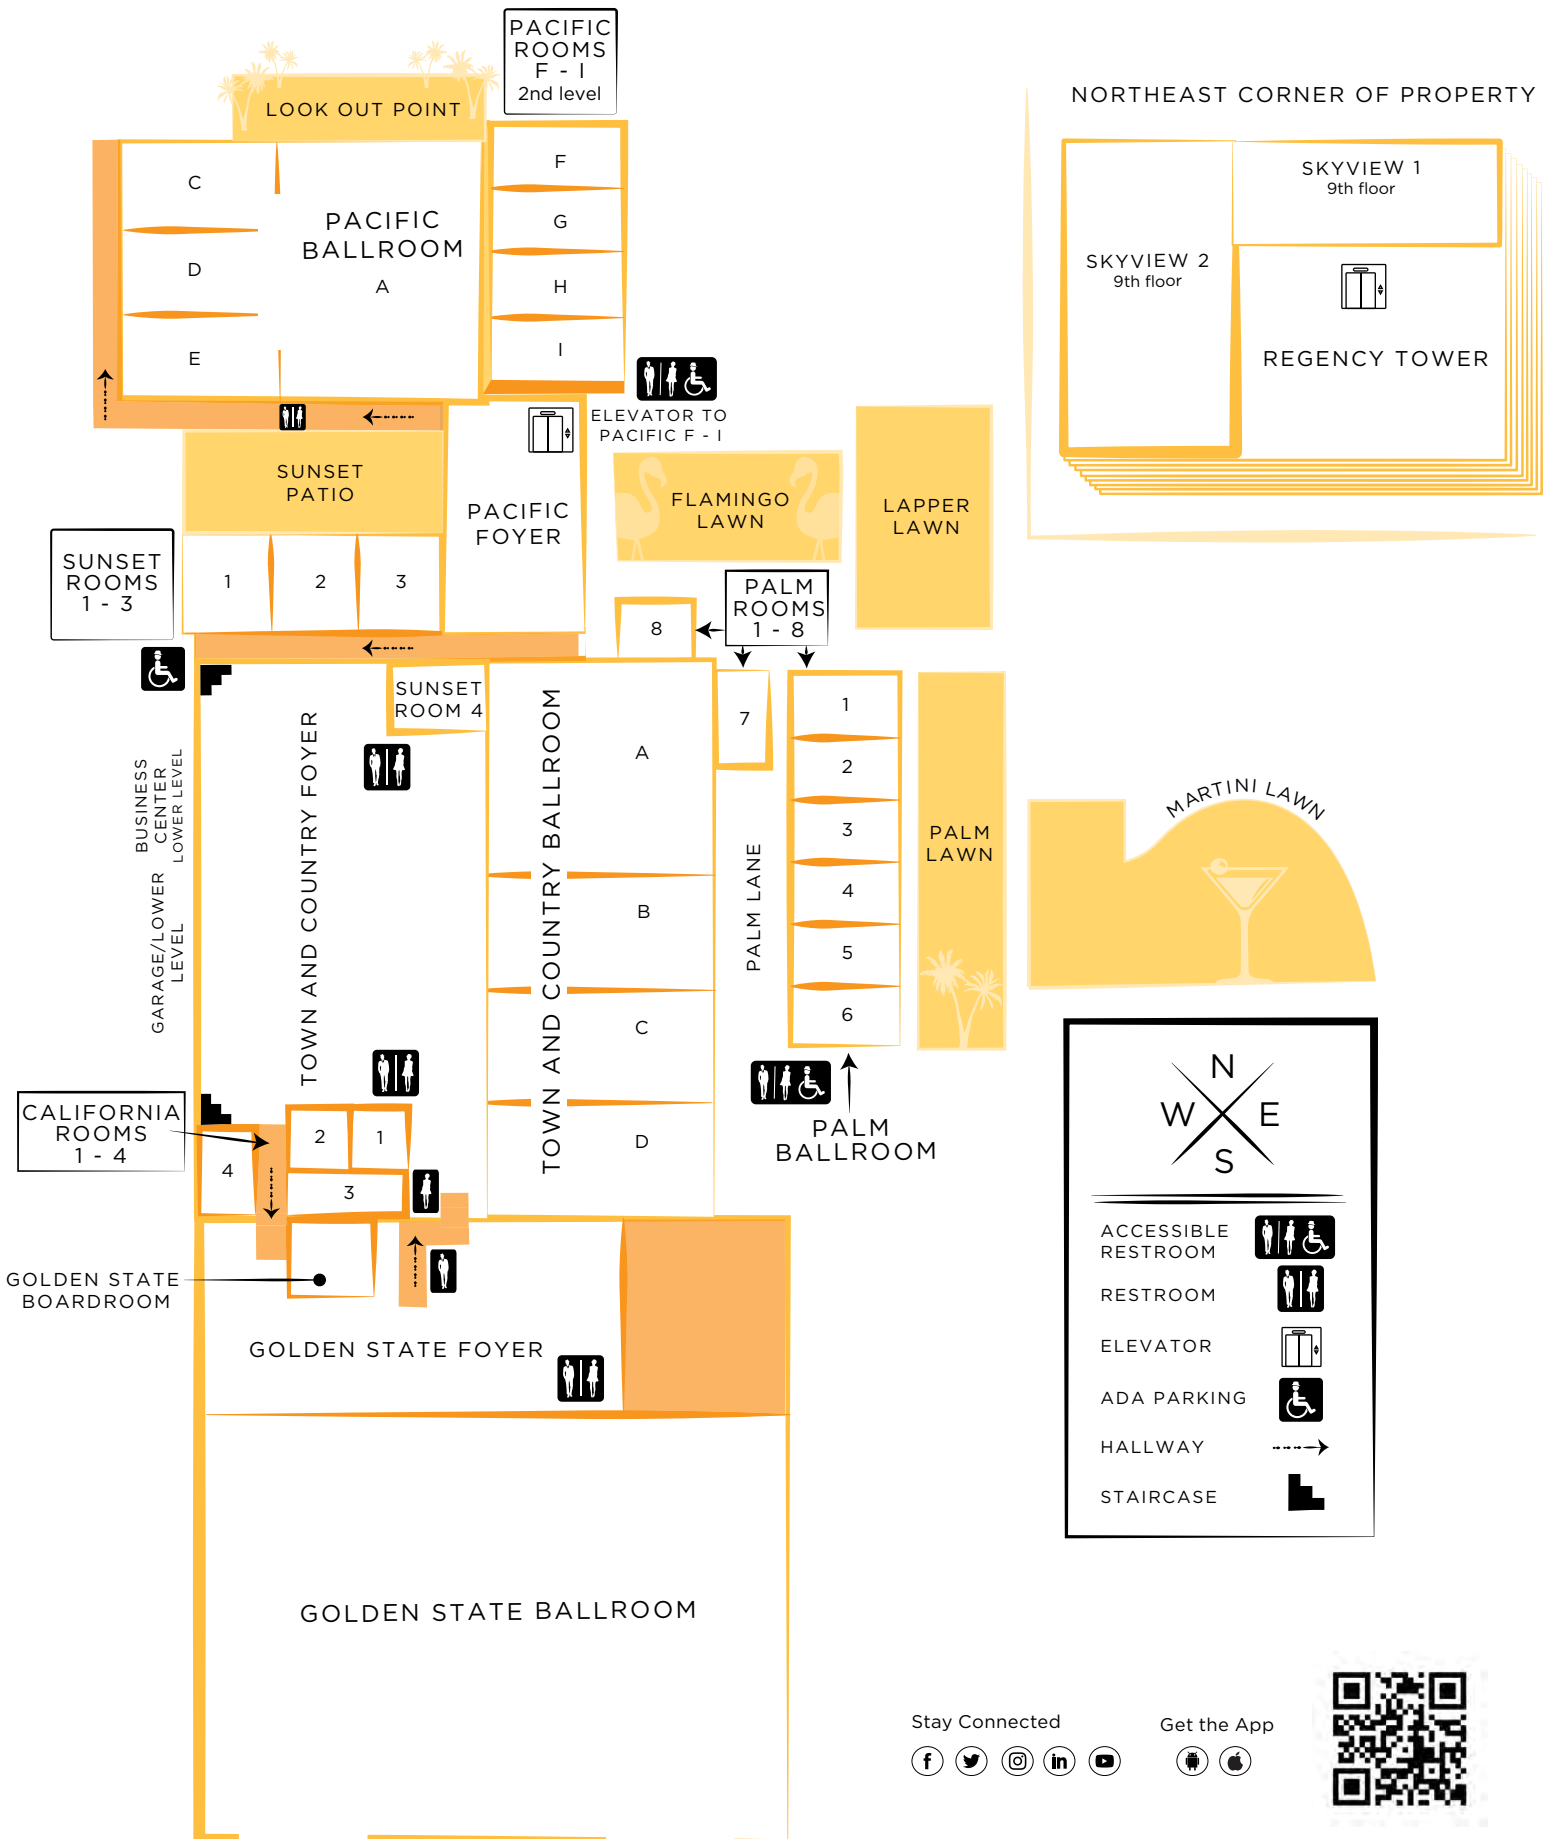 PACIFIC
ROOMS
F - I
2nd level
LOOK OUT POINT
NORTHEAST CORNER OF PROPERTY
C
D
E
PACIFIC
BALLROOM
A
F
G
H
I
SKYVIEW 1
9th floor
SKYVIEW 2
9th floor
REGENCY TOWER
ELEVATOR TO
PACIFIC F - I
SUNSET
PATIO
PACIFIC
FOYER
FLAMINGO
LAWN
LAPPER
LAWN
SUNSET
ROOMS
1 - 3
1
2
3
PALM
ROOMS
1 - 8
8
7
SUNSET
ROOM 4
TOWN AND COUNTRY FOYER
TOWN AND COUNTRY BALLROOM
A
B
C
D
PALM LANE
1
2
3
4
5
6
PALM
LAWN
MARTINI LAWN
BUSINESS
CENTER
LOWER LEVEL
GARAGE/LOWER
LEVEL
CALIFORNIA
ROOMS
1 - 4
2
1
4
3
PALM
BALLROOM
GOLDEN STATE
BOARDROOM
GOLDEN STATE FOYER
GOLDEN STATE BALLROOM
N
W
E
S
ACCESSIBLE
RESTROOM
RESTROOM
ELEVATOR
ADA PARKING
HALLWAY
STAIRCASE
Stay Connected
Get the App